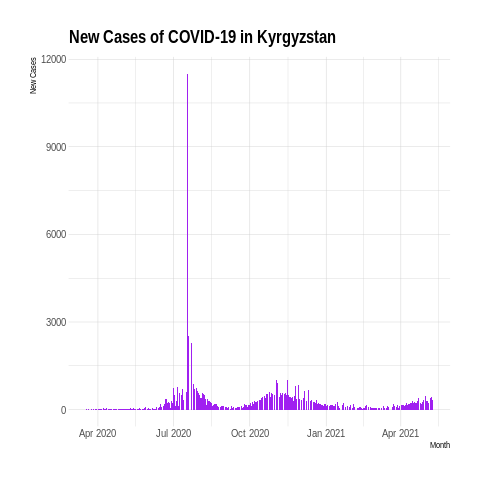 New Cases of COVID-19 in Kyrgyzstan
New Cases
12000
9000
6000
3000
0
Apr 2020 Jul 2020 Oct 2020 Jan 2021 Apr 2021
Month